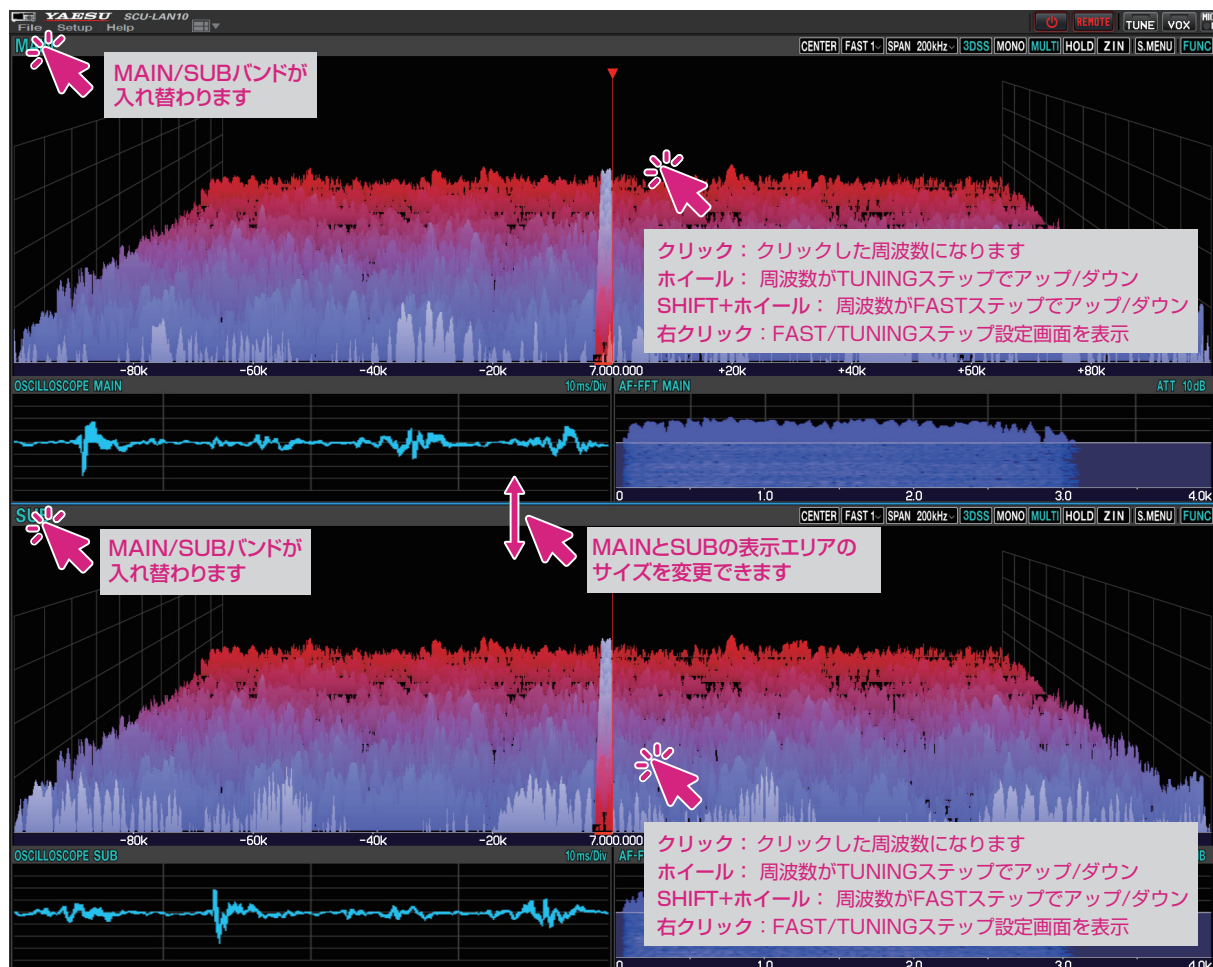 YAESU SCU-LAN10
File Setup Help
REMOTE TUNE VOX
CENTER FAST 1 SPAN 200kHz 3DSS MONO MULTI HOLD Z IN S.MENU FUNC
MAIN/SUBバンドが
入れ替わります
クリック： クリックした周波数になります
ホイール： 周波数がTUNINGステップでアップ/ダウン
SHIFT+ホイール： 周波数がFASTステップでアップ/ダウン
右クリック：FAST/TUNINGステップ設定画面を表示
-80k -60k -40k -20k 7.000.000 +20k +40k +60k +80k
OSCILLOSCOPE MAIN 10ms/Div AF-FFT MAIN ATT 10dB
0 1.0 2.0 3.0 4.0k
CENTER FAST 1 SPAN 200kHz 3DSS MONO MULTI HOLD Z IN S.MENU FUNC
MAIN/SUBバンドが
入れ替わります
MAINとSUBの表示エリアの
サイズを変更できます
-80k -60k -40k -20k 7.000.000
クリック： クリックした周波数になります
ホイール： 周波数がTUNINGステップでアップ/ダウン
SHIFT+ホイール： 周波数がFASTステップでアップ/ダウン
右クリック：FAST/TUNINGステップ設定画面を表示
OSCILLOSCOPE SUB 10ms/Div
0 1.0 2.0 3.0 4.0k